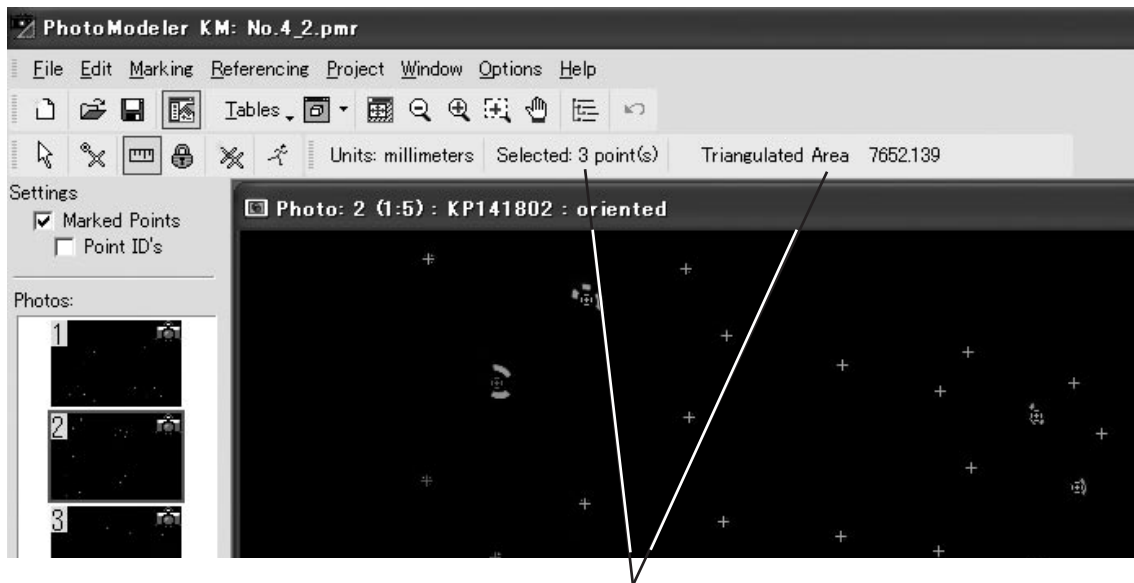 PhotoModeler KM: No.4_2.pmr
File Edit Marking Referencing Project Window Options Help
Tables
Units: millimeters Selected: 3 point(s) Triangulated Area 7652.139
Settings
Marked Points
Point ID's
Photo: 2 (1:5) : KP141802 : oriented
Photos:
1
2
3